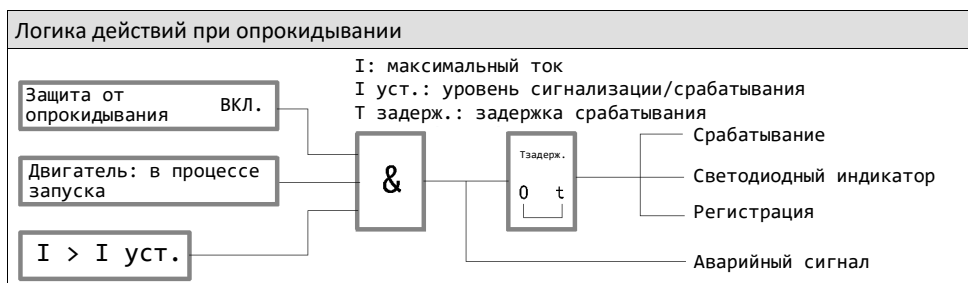 Логика действий при опрокидывании
I: максимальный ток
I уст.: уровень сигнализации/срабатывания
T задерж.: задержка срабатывания
Защита от
опрокидывания ВКЛ.
Двигатель: в процессе
запуска
I > I уст.
&
Tзадерж.
0 t
Срабатывание
Светодиодный индикатор
Регистрация
Аварийный сигнал